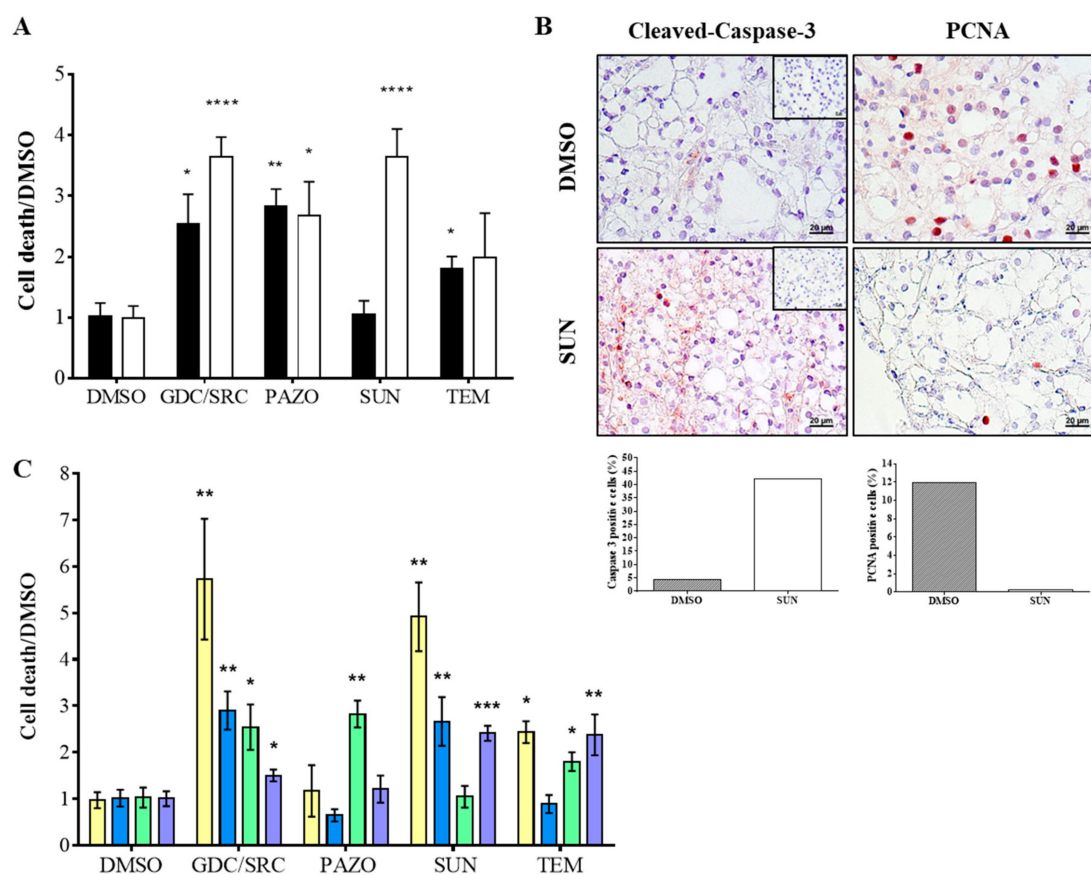 A
Cell death/DMSO
5
4
3
2
1
0
*
****
**
*
****
*
DMSO
GDC/SRC
PAZO
SUN
TEM
B
Cleaved-Caspase-3
PCNA
DMSO
20 µm
20 µm
SUN
20 µm
20 µm
Caspase 3 positive cells (%)
50
45
40
35
30
25
20
15
10
5
0
DMSO
SUN
PCNA positive cells (%)
14
12
10
8
6
4
2
0
DMSO
SUN
C
Cell death/DMSO
8
7
6
5
4
3
2
1
0
**
**
*
*
**
**
**
***
*
*
**
DMSO
GDC/SRC
PAZO
SUN
TEM